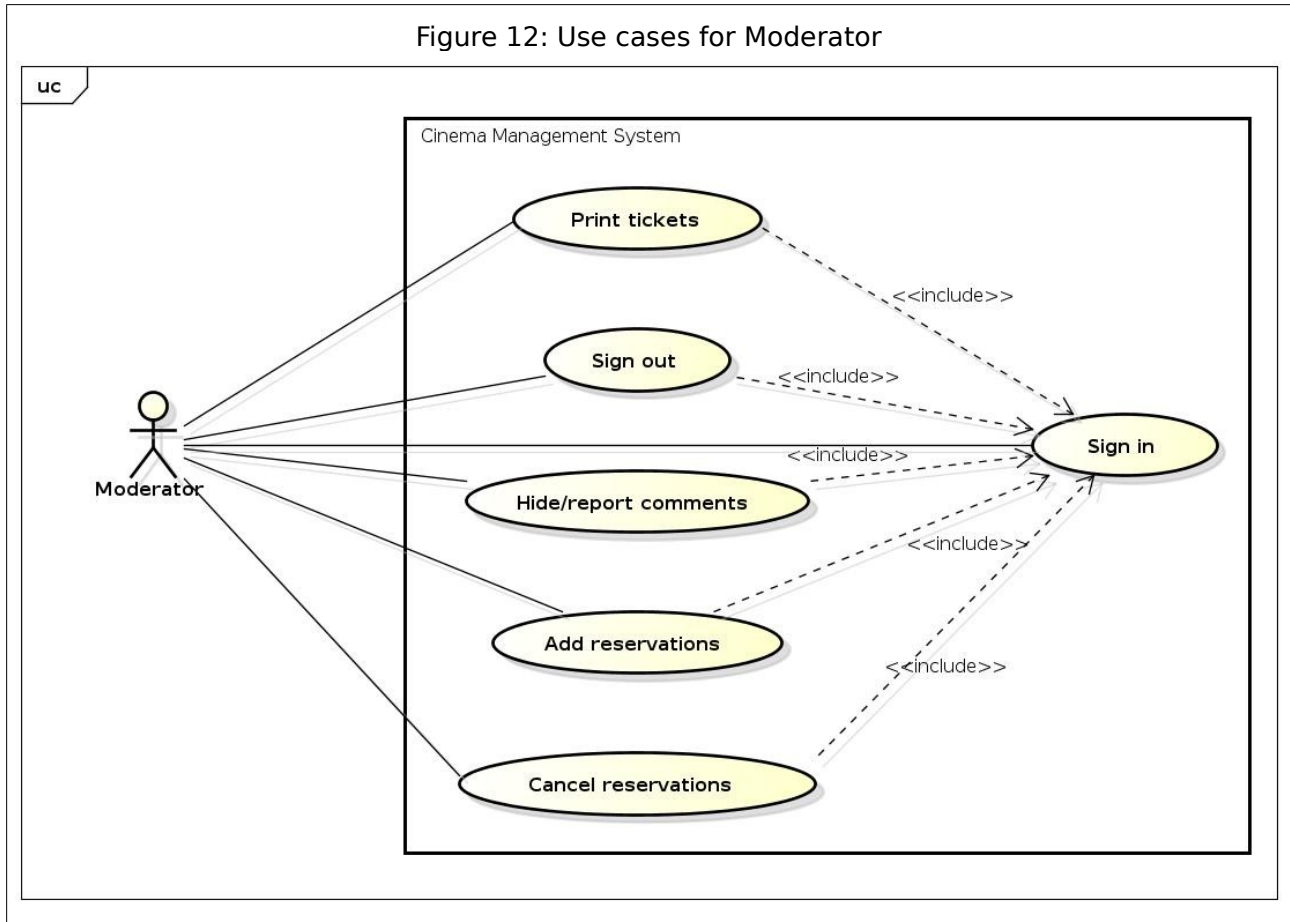 Figure 12: Use cases for Moderator
uc
Cinema Management System
Print tickets
<<include>>
Sign out
<<include>>
Sign in
<<include>>
Moderator
Hide/report comments
<<include>>
Add reservations
<<include>>
Cancel reservations